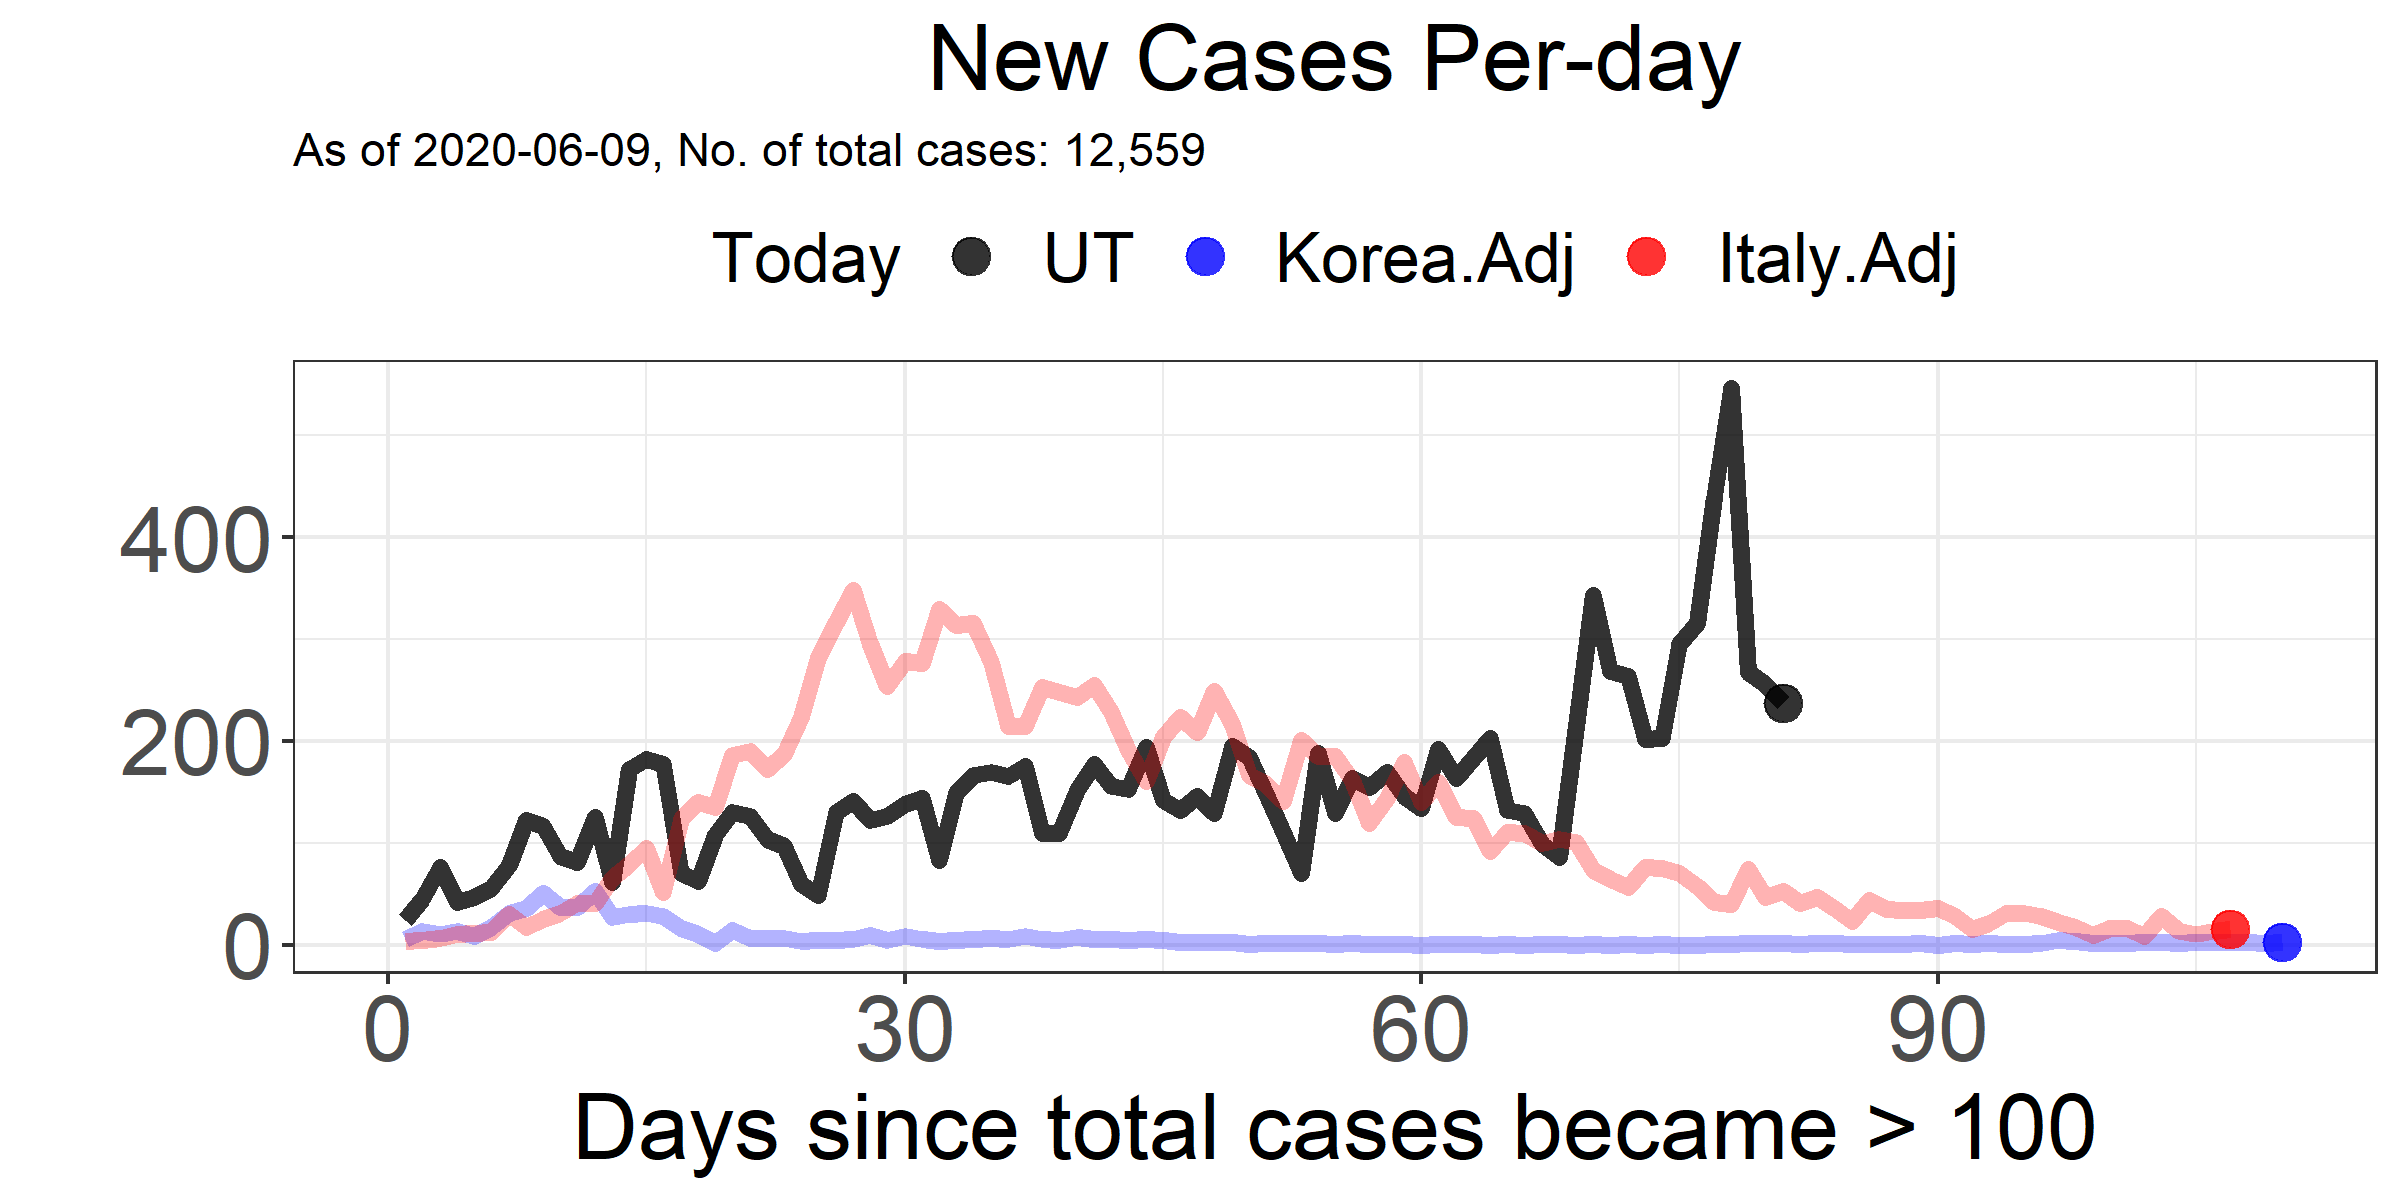 New Cases Per-day
As of 2020-06-09, No. of total cases: 12,559
Today UT Korea.Adj Italy.Adj
400
200
0
0 30 60 90
Days since total cases became > 100